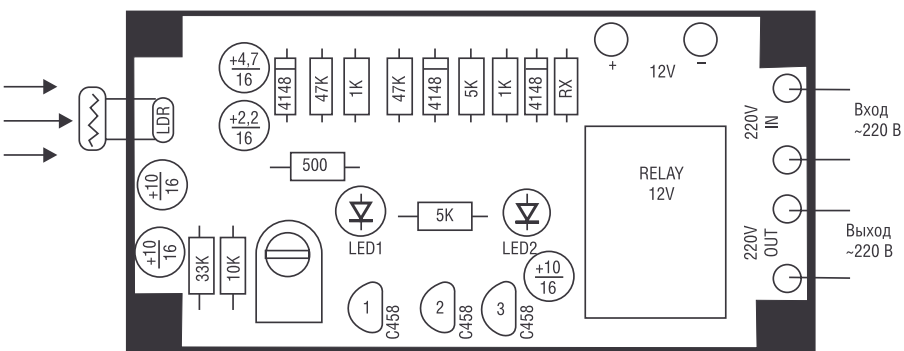 +4,7
16
4148
47K
1K
47K
4148
5K
1K
4148
RX
+
12V
–
220V
IN
Вход
~220 В
LDR
+2,2
16
500
RELAY
12V
+10
16
LED1
5K
LED2
220V
OUT
Выход
~220 В
+10
16
33K
10K
+10
16
1
C458
2
C458
3
C458